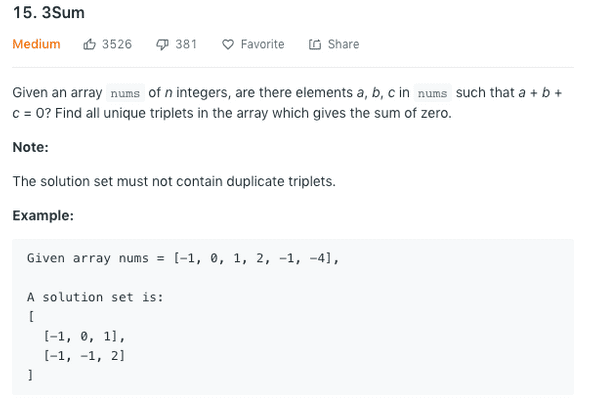 15. 3Sum
Medium 3526 381 Favorite Share
Given an array nums of n integers, are there elements a, b, c in nums such that a + b +
c = 0? Find all unique triplets in the array which gives the sum of zero.
Note:
The solution set must not contain duplicate triplets.
Example:
Given array nums = [-1, 0, 1, 2, -1, -4],
A solution set is:
[
[-1, 0, 1],
[-1, -1, 2]
]